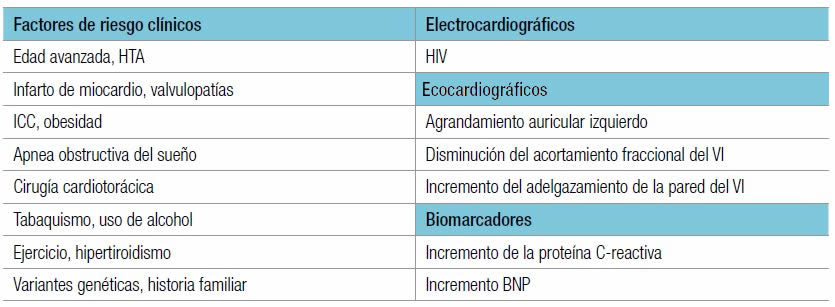 Factores de riesgo clínicos
Edad avanzada, HTA
Infarto de miocardio, valvulopatías
ICC, obesidad
Apnea obstructiva del sueño
Cirugía cardiotorácica
Tabaquismo, uso de alcohol
Ejercicio, hipertiroidismo
Variantes genéticas, historia familiar
Electrocardiográficos
HIV
Ecocardiográficos
Agrandamiento auricular izquierdo
Disminución del acortamiento fraccional del VI
Incremento del adelgazamiento de la pared del VI
Biomarcadores
Incremento de la proteína C-reactiva
Incremento BNP